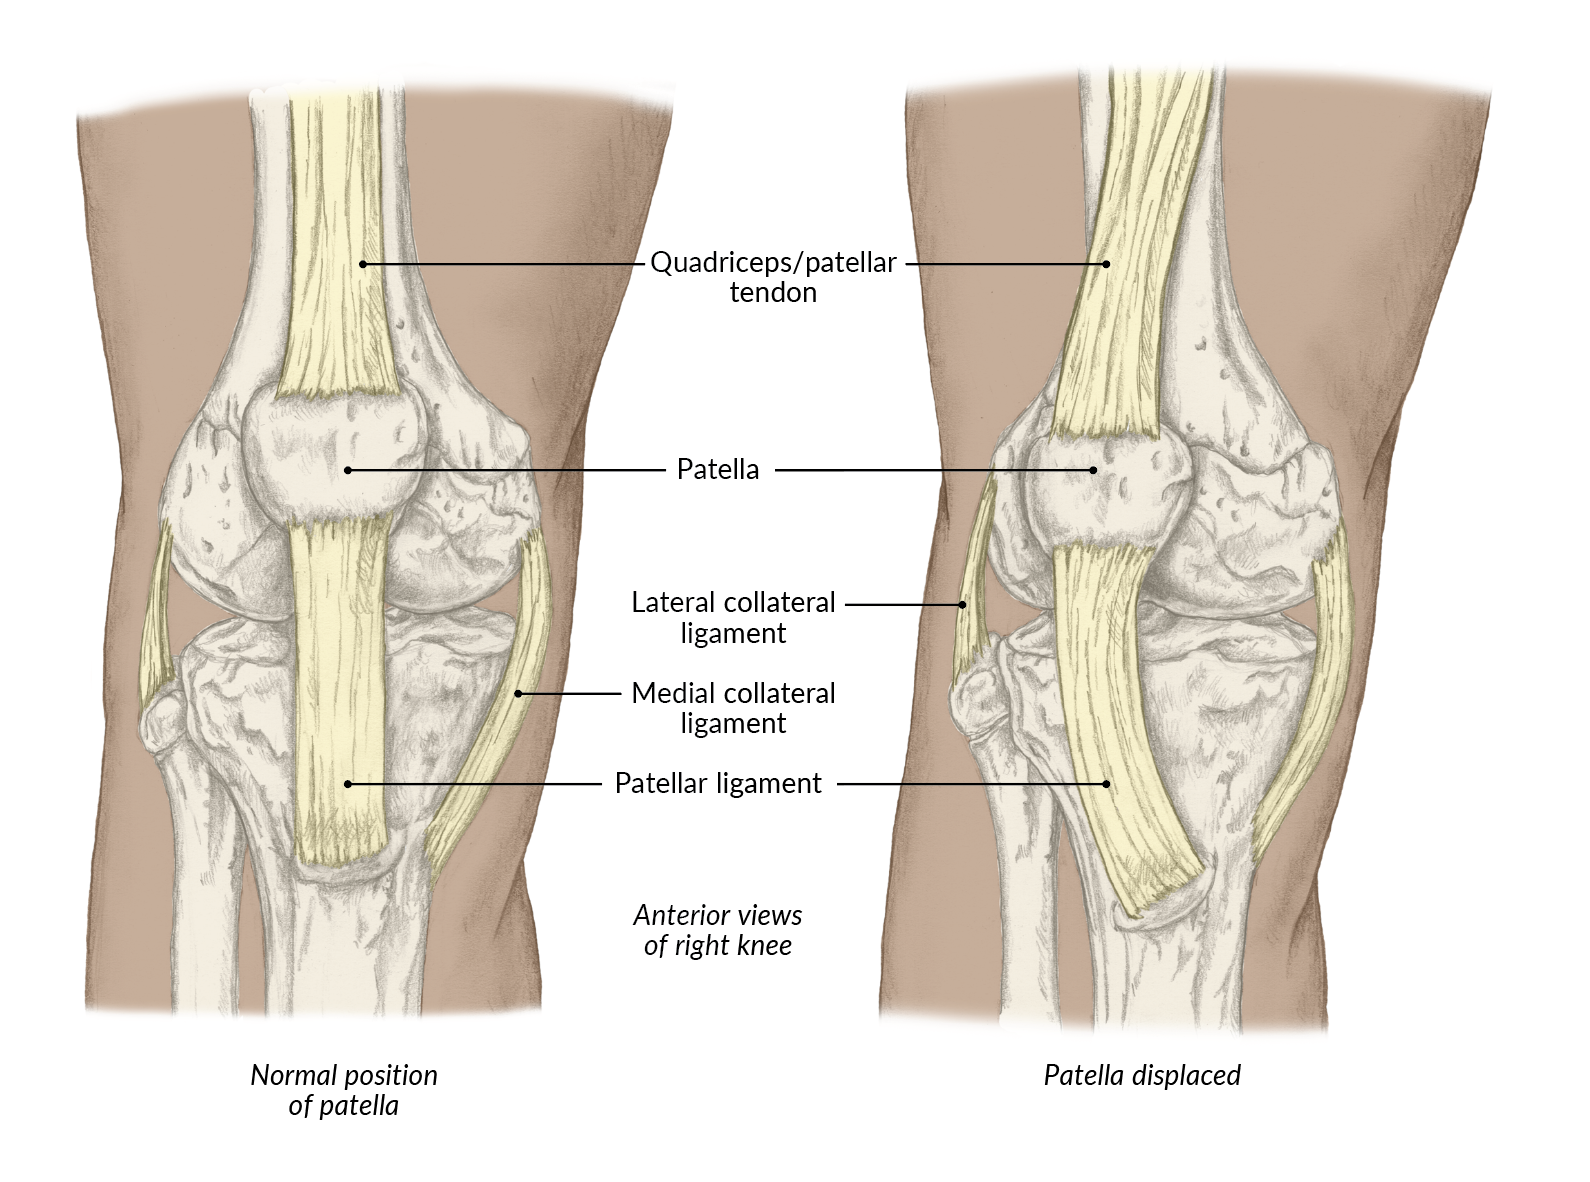 Quadriceps/patellar
tendon
Patella
Lateral collateral
ligament
Medial collateral
ligament
Patellar ligament
Anterior views
of right knee
Normal position
of patella
Patella displaced